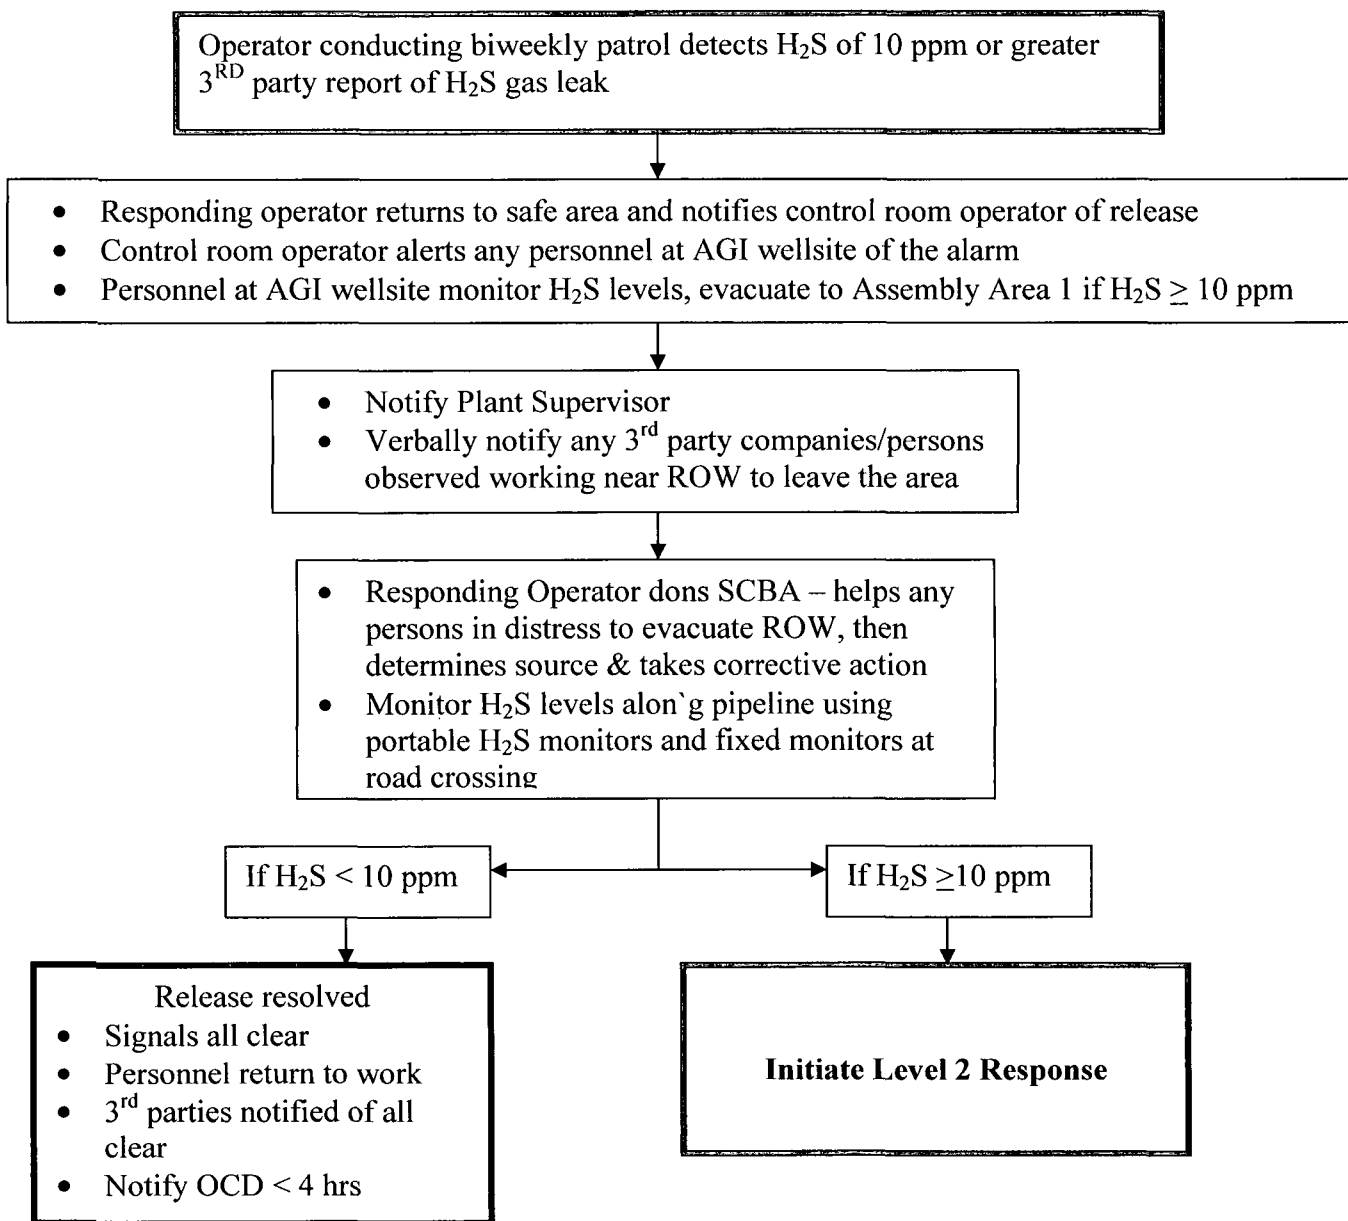 Operator conducting biweekly patrol detects H₂S of 10 ppm or greater
3ᴿᴰ party report of H₂S gas leak
• Responding operator returns to safe area and notifies control room operator of release
• Control room operator alerts any personnel at AGI wellsite of the alarm
• Personnel at AGI wellsite monitor H₂S levels, evacuate to Assembly Area 1 if H₂S ≥ 10 ppm
• Notify Plant Supervisor
• Verbally notify any 3ʳᵈ party companies/persons
observed working near ROW to leave the area
• Responding Operator dons SCBA – helps any
persons in distress to evacuate ROW, then
determines source & takes corrective action
• Monitor H₂S levels alon`g pipeline using
portable H₂S monitors and fixed monitors at
road crossing
If H₂S < 10 ppm
If H₂S ≥10 ppm
Release resolved
• Signals all clear
• Personnel return to work
• 3ʳᵈ parties notified of all
clear
• Notify OCD < 4 hrs
Initiate Level 2 Response